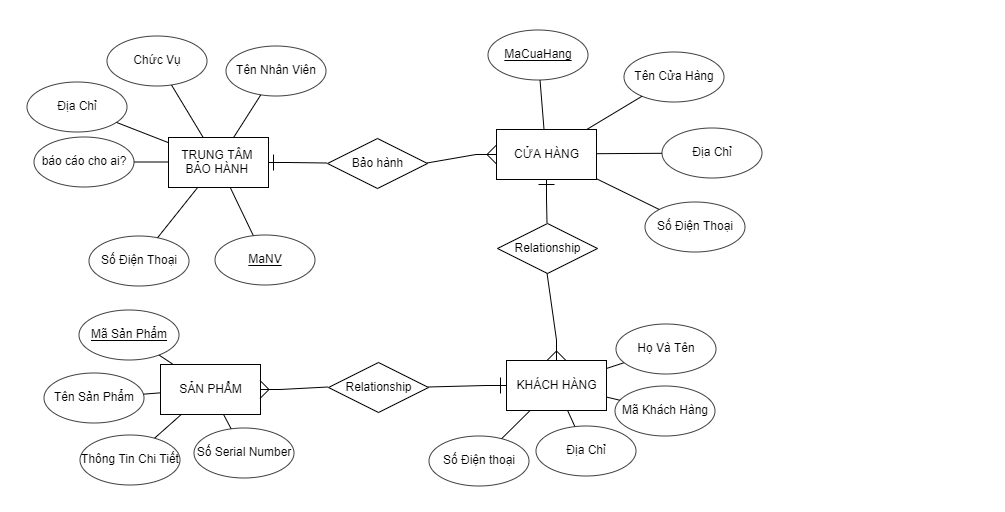 MaCuaHang
Chức Vụ
Tên Nhân Viên
Tên Cửa Hàng
Địa Chỉ
báo cáo cho ai?
TRUNG TÂM
BẢO HÀNH
Bảo hành
CỬA HÀNG
Địa Chỉ
Số Điện Thoại
Số Điện Thoại
MaNV
Relationship
Mã Sản Phẩm
Họ Và Tên
SẢN PHẨM
Relationship
KHÁCH HÀNG
Tên Sản Phẩm
Mã Khách Hàng
Thông Tin Chi Tiết
Số Serial Number
Số Điện thoại
Địa Chỉ